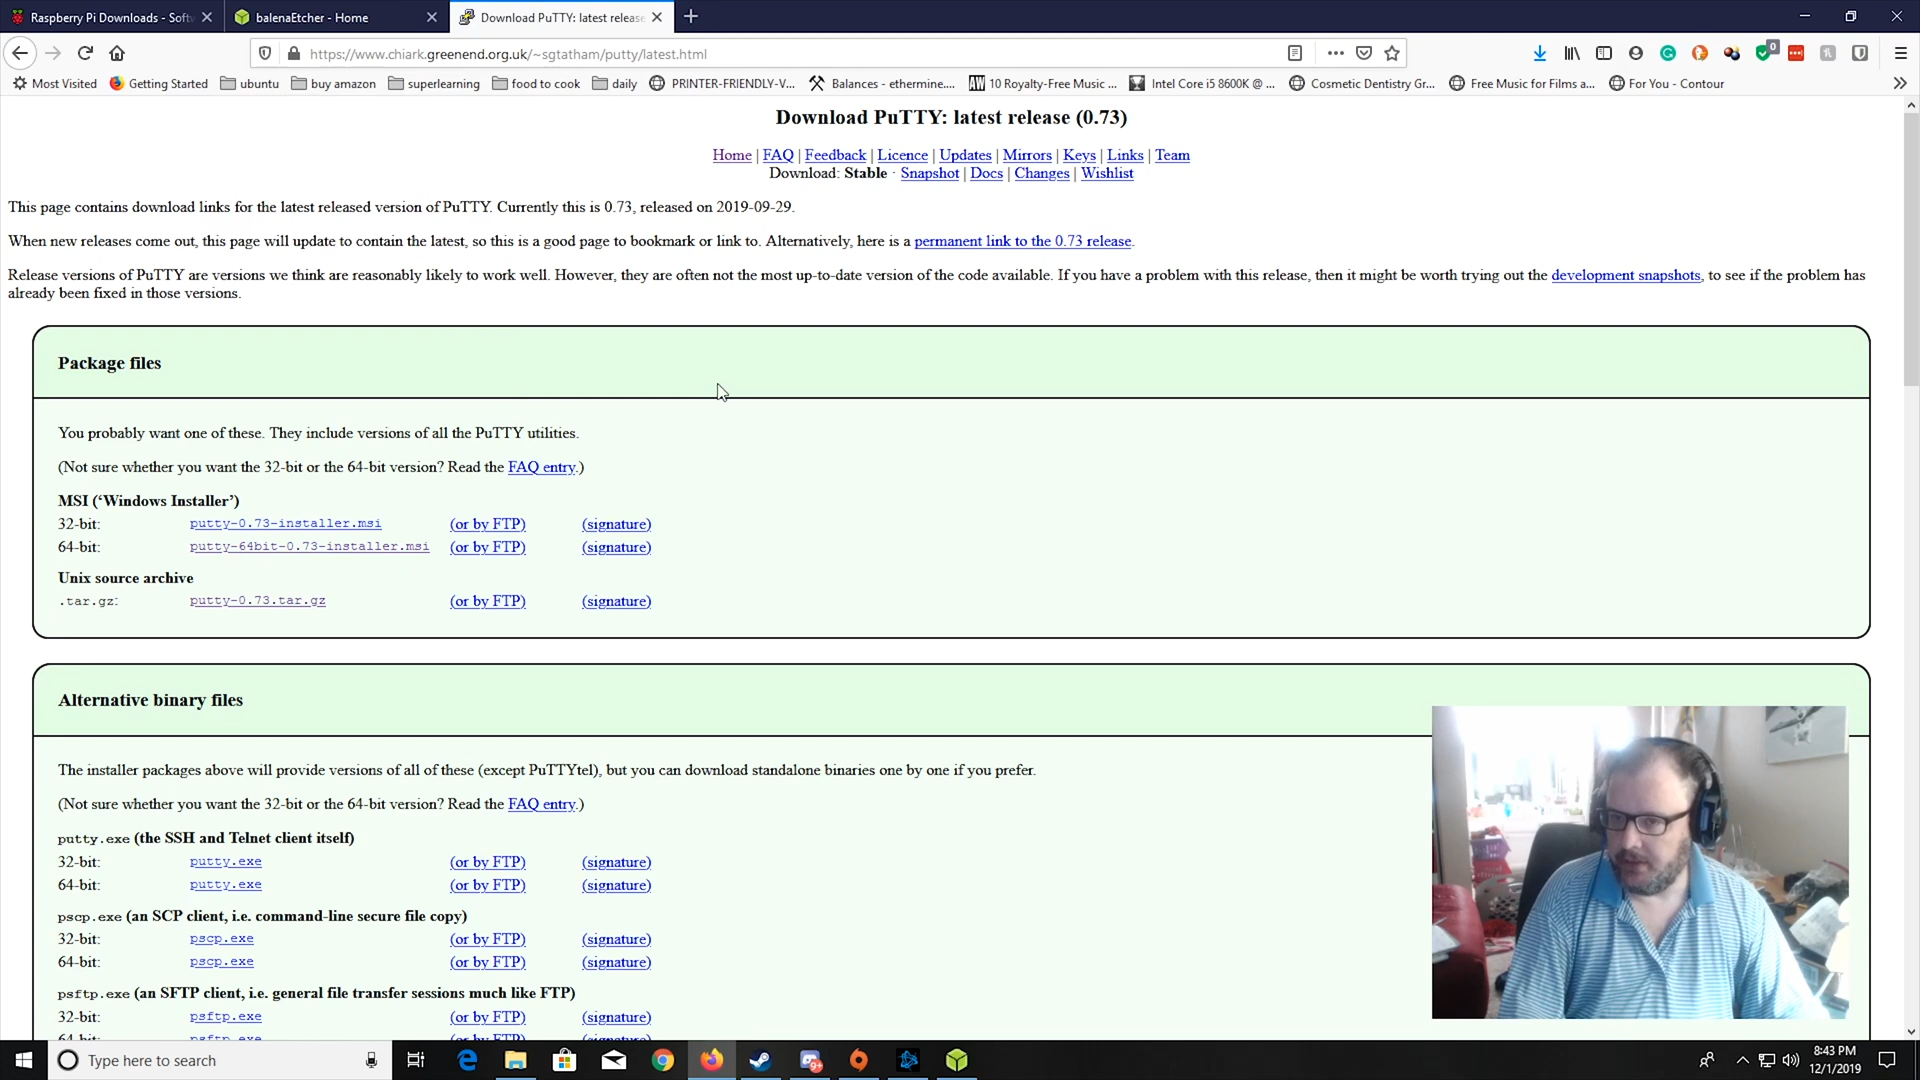 Raspberry Pi Downloads - Softw
balenaEtcher - Home
Download PuTTY: latest release
https://www.chiark.greenend.org.uk/~sgtatham/putty/latest.html
0
Most Visited
Getting Started
ubuntu
buy amazon
superlearning
food to cook
daily
PRINTER-FRIENDLY-V...
Balances - ethermine....
10 Royalty-Free Music ...
Intel Core i5 8600K @ ...
Cosmetic Dentistry Gr...
Free Music for Films a...
For You - Contour
Download PuTTY: latest release (0.73)
Home | FAQ | Feedback | Licence | Updates | Mirrors | Keys | Links | Team
Download: Stable · Snapshot | Docs | Changes | Wishlist
This page contains download links for the latest released version of PuTTY. Currently this is 0.73, released on 2019-09-29.
When new releases come out, this page will update to contain the latest, so this is a good page to bookmark or link to. Alternatively, here is a permanent link to the 0.73 release.
Release versions of PuTTY are versions we think are reasonably likely to work well. However, they are often not the most up-to-date version of the code available. If you have a problem with this release, then it might be worth trying out the development snapshots, to see if the problem has
already been fixed in those versions.
Package files
You probably want one of these. They include versions of all the PuTTY utilities.
(Not sure whether you want the 32-bit or the 64-bit version? Read the FAQ entry.)
MSI (‘Windows Installer’)
32-bit: putty-0.73-installer.msi (or by FTP) (signature)
64-bit: putty-64bit-0.73-installer.msi (or by FTP) (signature)
Unix source archive
.tar.gz: putty-0.73.tar.gz (or by FTP) (signature)
Alternative binary files
The installer packages above will provide versions of all of these (except PuTTYtel), but you can download standalone binaries one by one if you prefer.
(Not sure whether you want the 32-bit or the 64-bit version? Read the FAQ entry.)
putty.exe (the SSH and Telnet client itself)
32-bit: putty.exe (or by FTP) (signature)
64-bit: putty.exe (or by FTP) (signature)
pscp.exe (an SCP client, i.e. command-line secure file copy)
32-bit: pscp.exe (or by FTP) (signature)
64-bit: pscp.exe (or by FTP) (signature)
psftp.exe (an SFTP client, i.e. general file transfer sessions much like FTP)
32-bit: psftp.exe (or by FTP) (signature)
64-bit: psftp.exe (or by FTP) (signature)
Type here to search
8:43 PM
12/1/2019